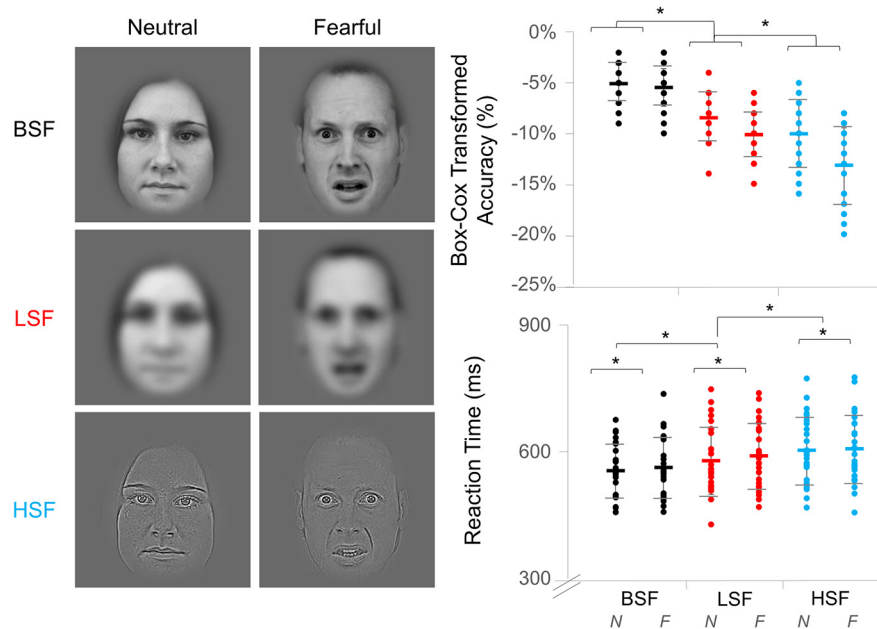 Neutral
Fearful
BSF
LSF
HSF
Box-Cox Transformed
Accuracy (%)
0%
-5%
-10%
-15%
-20%
-25%
*
*
Reaction Time (ms)
900
600
300
*
*
*
*
*
BSF
LSF
HSF
N
F
N
F
N
F